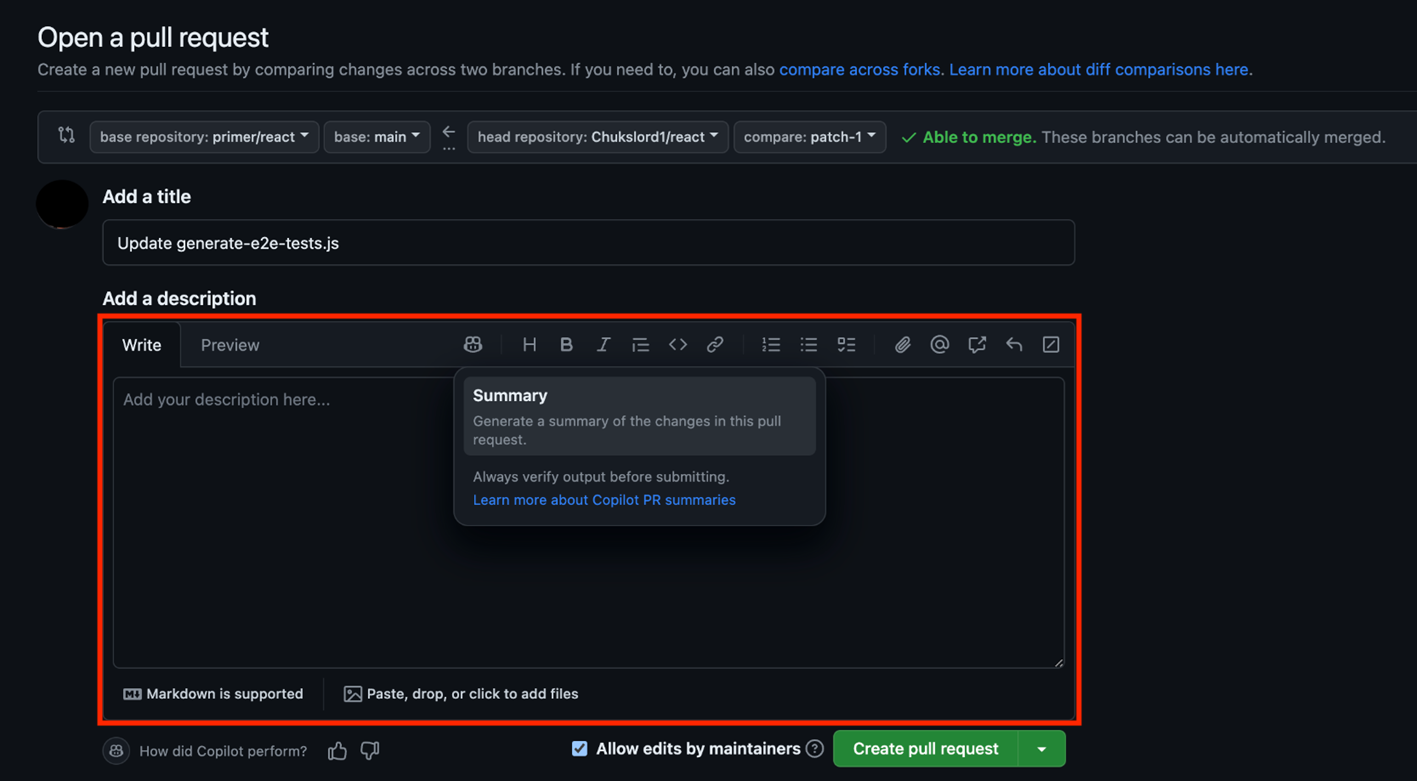 Open a pull request
Create a new pull request by comparing changes across two branches. If you need to, you can also compare across forks. Learn more about diff comparisons here.
base repository: primer/react base: main head repository: Chukslord1/react compare: patch-1 Able to merge. These branches can be automatically merged.
Add a title
Update generate-e2e-tests.js
Add a description
Write Preview
Add your description here...
Summary
Generate a summary of the changes in this pull
request.
Always verify output before submitting.
Learn more about Copilot PR summaries
Markdown is supported Paste, drop, or click to add files
How did Copilot perform? Allow edits by maintainers Create pull request